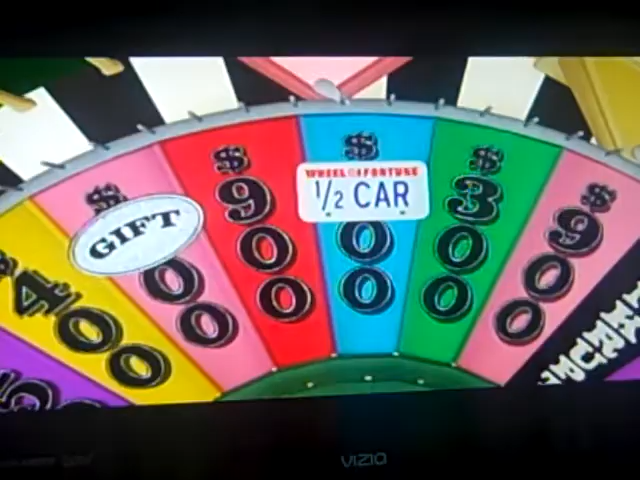 $400
GIFT
$ 00
$900
WHEEL OF FORTUNE
1/2 CAR
$ 00
$300
$900
VIZIO